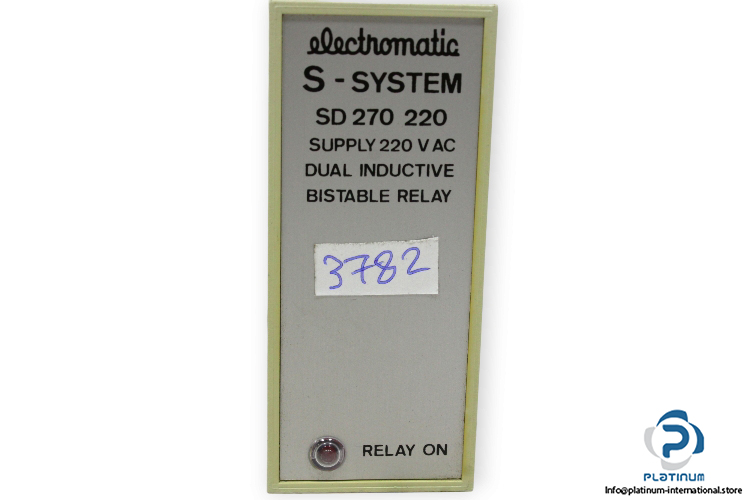 electromatic
S - SYSTEM
SD 270 220
SUPPLY 220 V AC
DUAL INDUCTIVE
BISTABLE RELAY
3782
RELAY ON
PLATINUM
Info@platinum-international.store